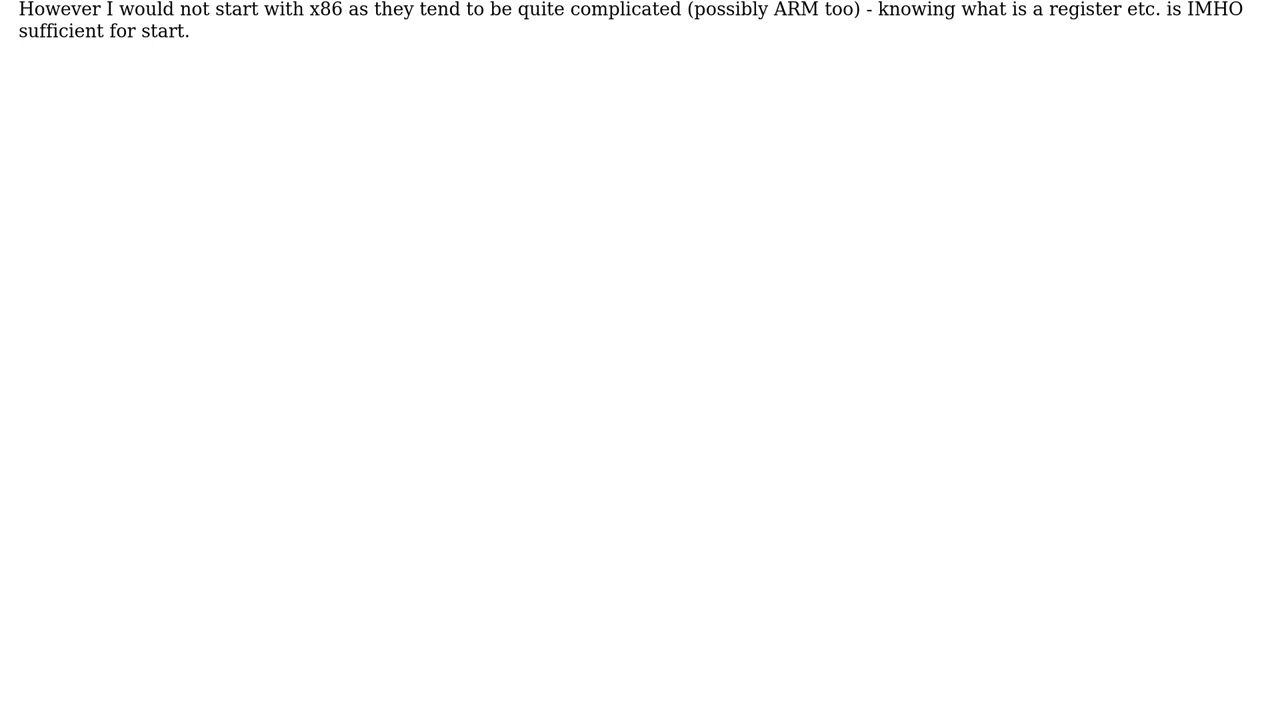 However I would not start with x86 as they tend to be quite complicated (possibly ARM too) - knowing what is a register etc. is IMHO
sufficient for start.